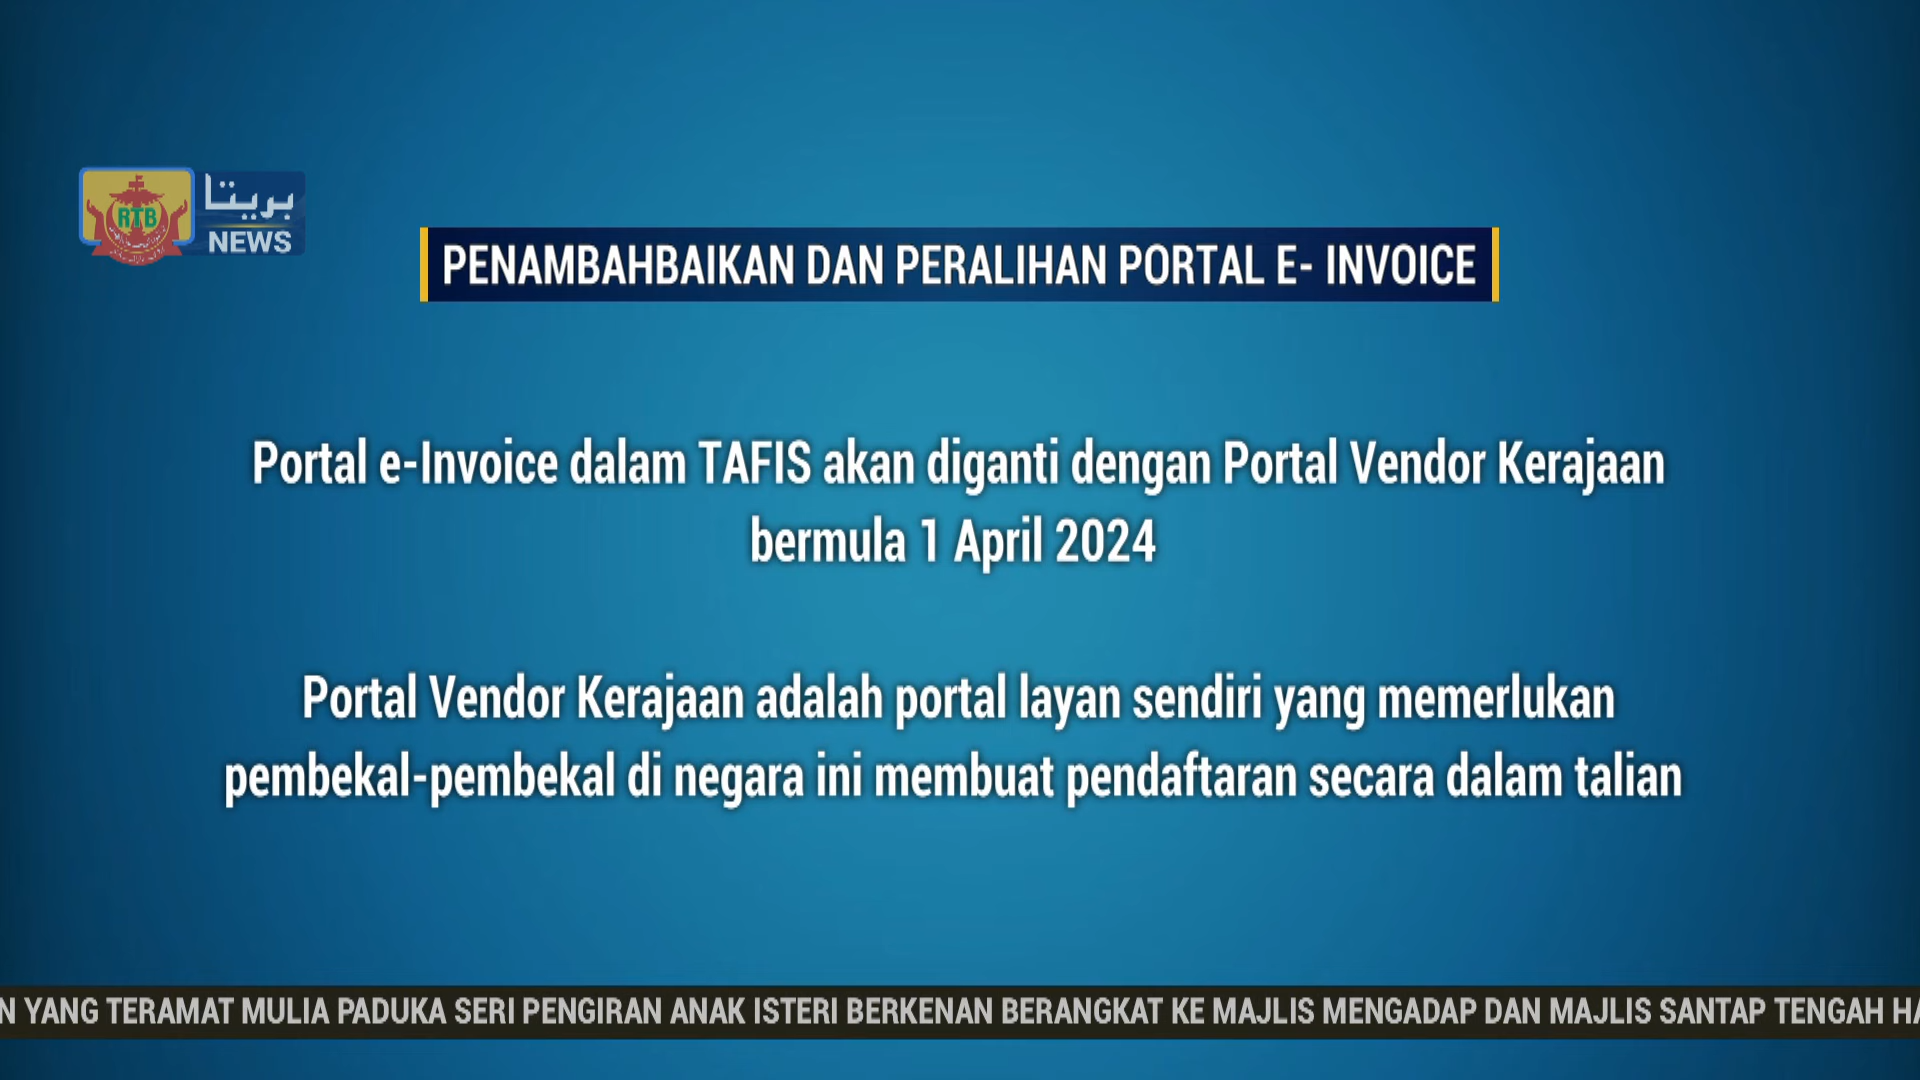 RTB
بريتا
NEWS
PENAMBAHBAIKAN DAN PERALIHAN PORTAL E- INVOICE
Portal e-Invoice dalam TAFIS akan diganti dengan Portal Vendor Kerajaan
bermula 1 April 2024
Portal Vendor Kerajaan adalah portal layan sendiri yang memerlukan
pembekal-pembekal di negara ini membuat pendaftaran secara dalam talian
N YANG TERAMAT MULIA PADUKA SERI PENGIRAN ANAK ISTERI BERKENAN BERANGKAT KE MAJLIS MENGADAP DAN MAJLIS SANTAP TENGAH HA